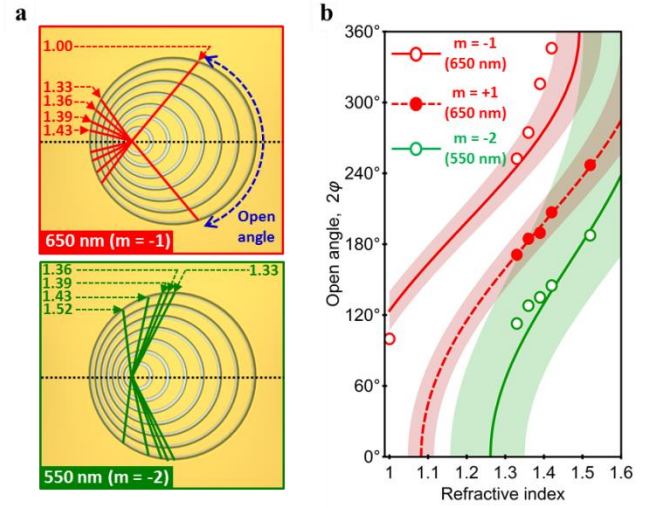 a
1.00
1.33
1.36
1.39
1.43
Open
angle
650 nm (m = -1)
1.36
1.39
1.33
1.43
1.52
550 nm (m = -2)
b
360°
300°
240°
180°
120°
60°
0°
Open angle, 2φ
m = -1
(650 nm)
m = +1
(650 nm)
m = -2
(550 nm)
1 1.1 1.2 1.3 1.4 1.5 1.6
Refractive index